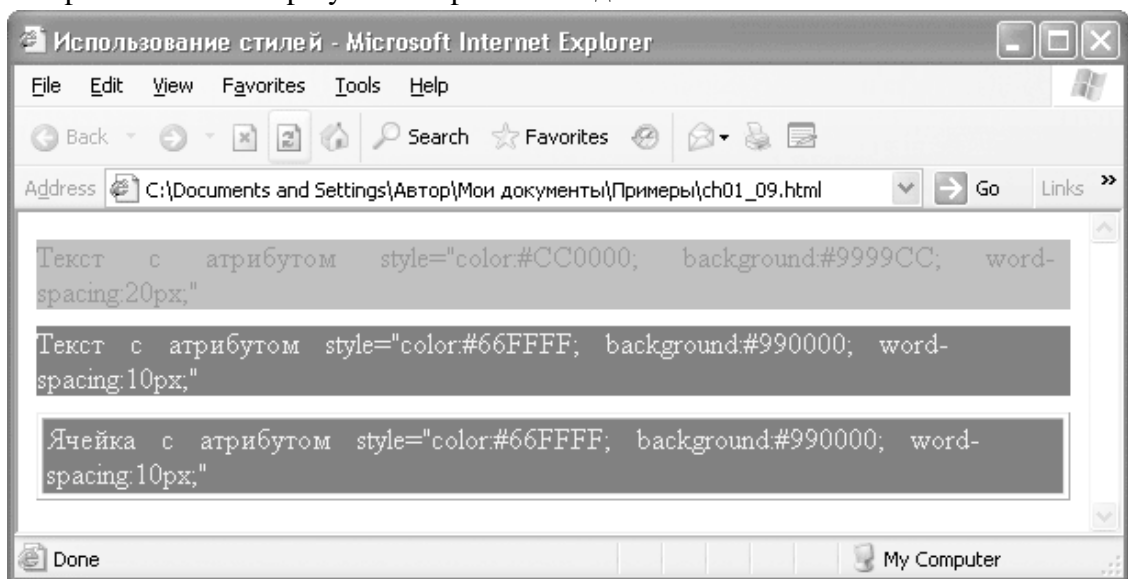 Использование стилей - Microsoft Internet Explorer
File Edit View Favorites Tools Help
Back Search Favorites
Address C:\Documents and Settings\Автор\Мои документы\Примеры\ch01_09.html Go Links »
Текст с атрибутом style="color:#CC0000; background:#9999CC; word-
spacing:20px;"
Текст с атрибутом style="color:#66FFFF; background:#990000; word-
spacing:10px;"
Ячейка с атрибутом style="color:#66FFFF; background:#990000; word-
spacing:10px;"
Done My Computer